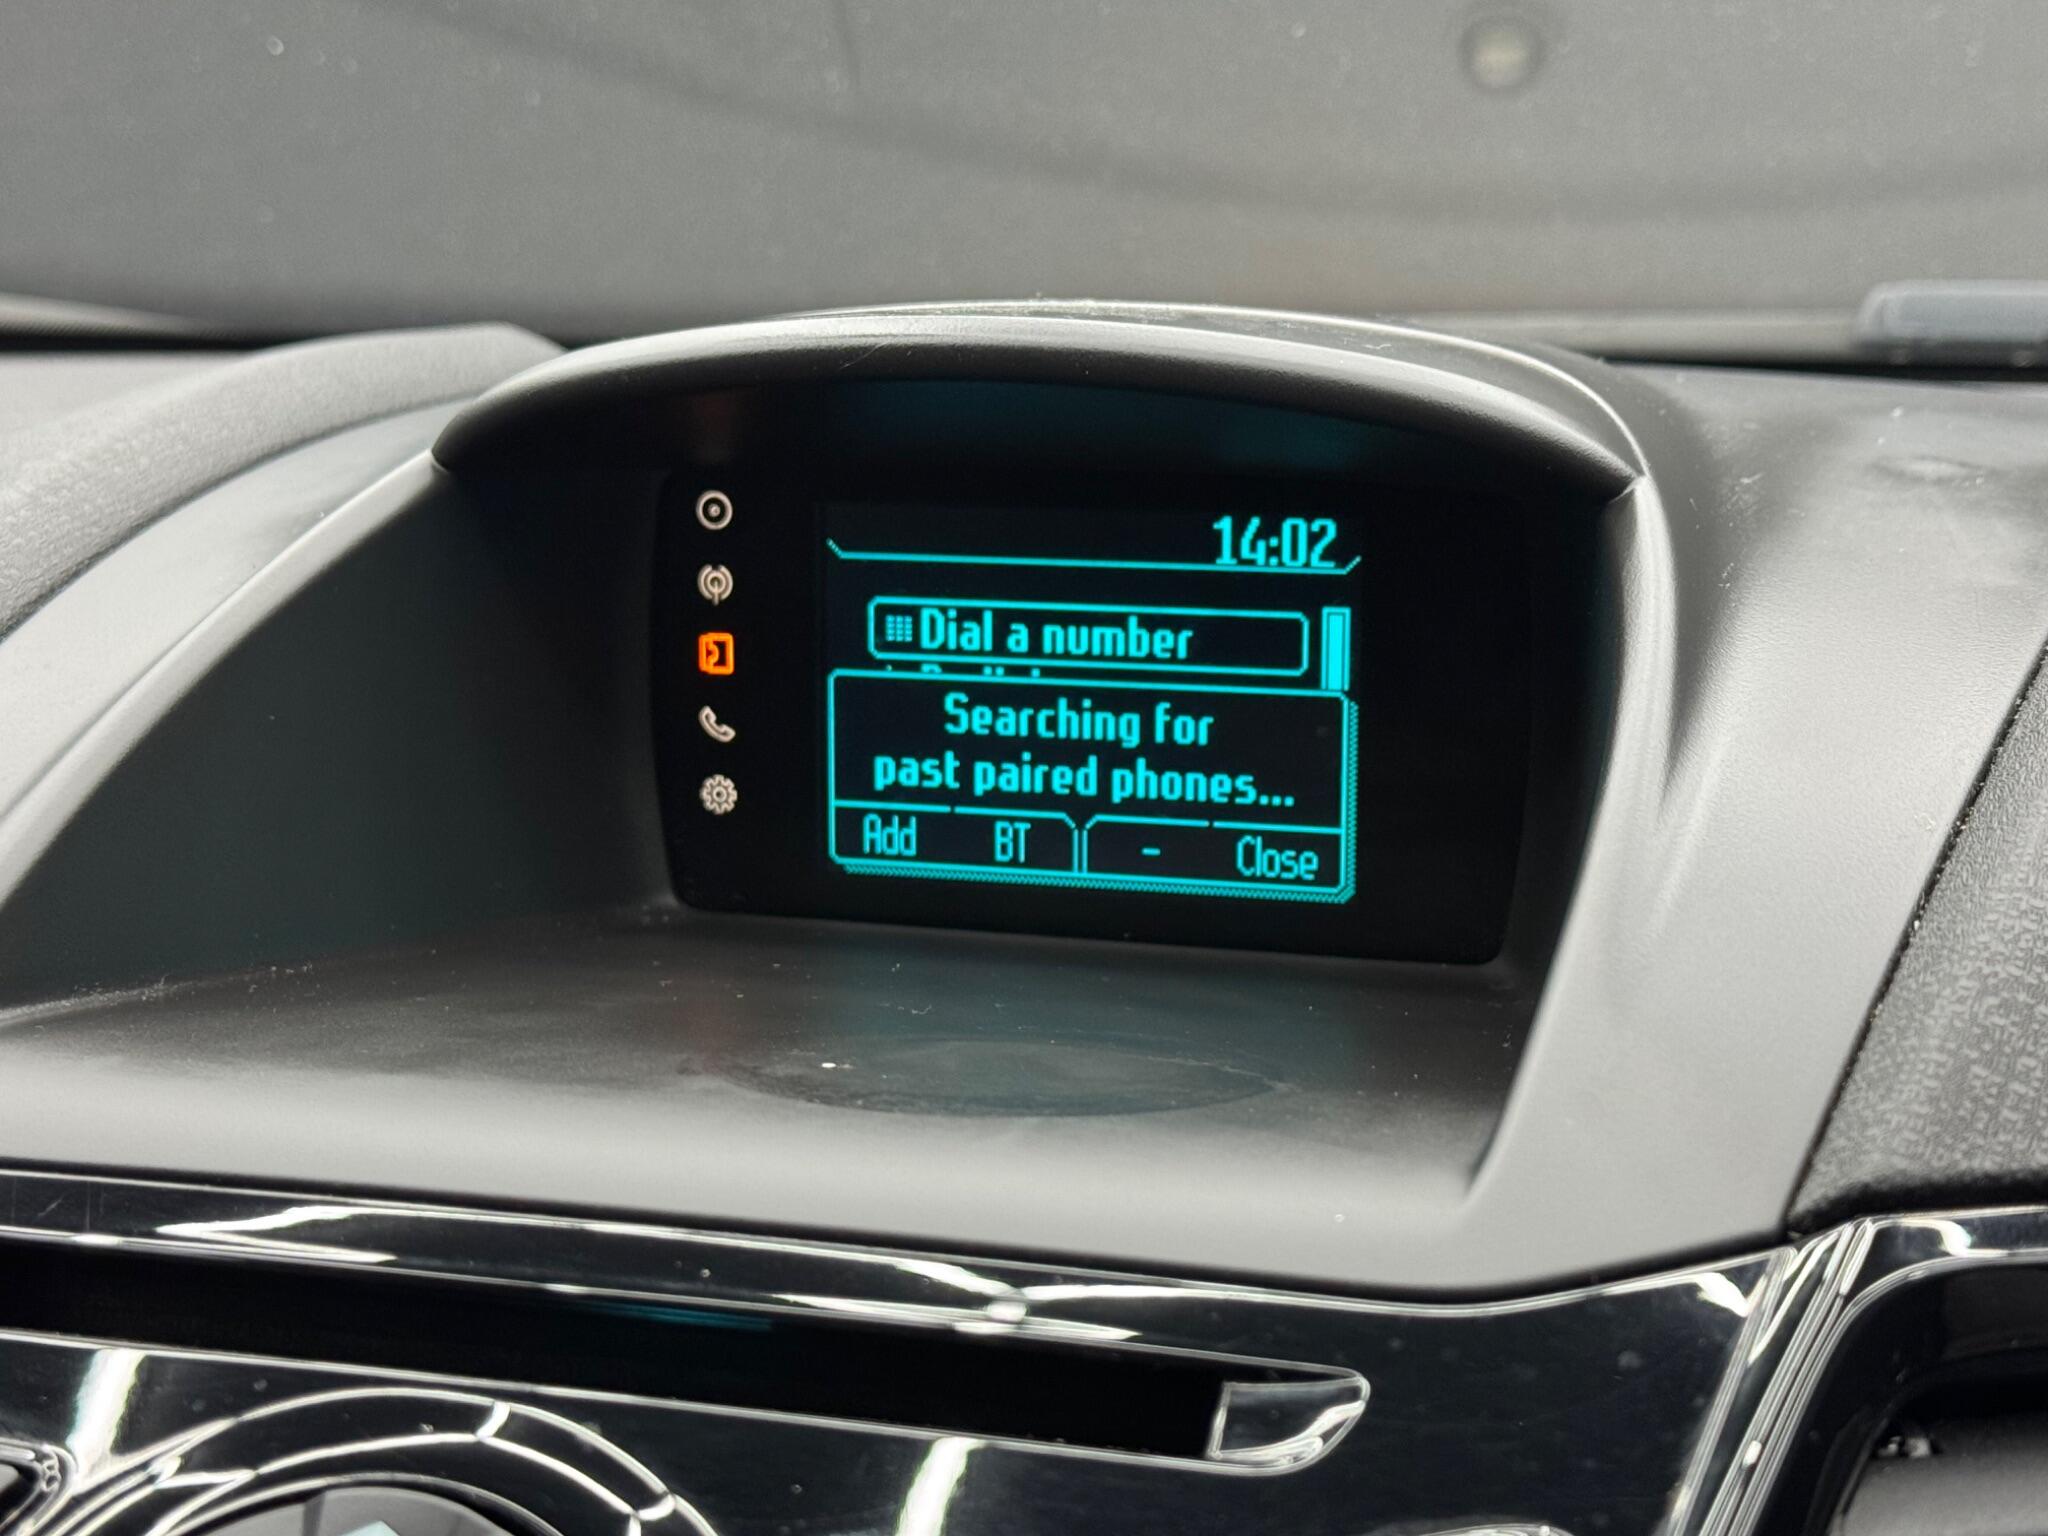 14:02
Dial a number
Searching for
past paired phones...
Add BT - Close